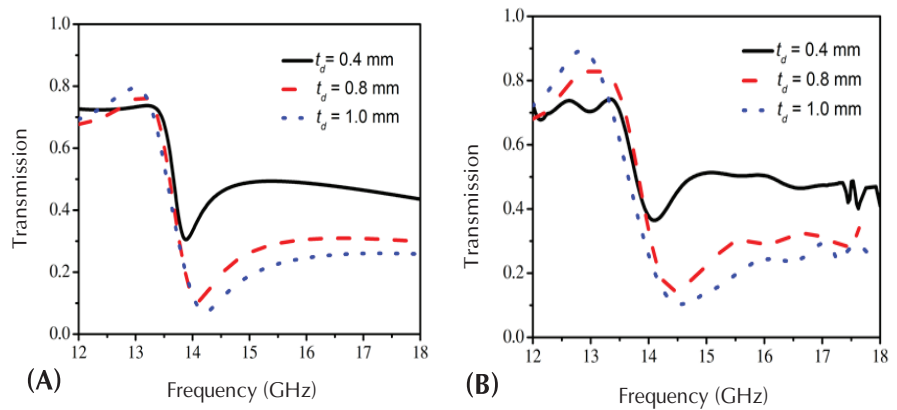 1.0
0.8
0.6
0.4
0.2
0.0
12 13 14 15 16 17 18
Transmission
Frequency (GHz)
t_d = 0.4 mm
t_d = 0.8 mm
t_d = 1.0 mm
(A)
1.0
0.8
0.6
0.4
0.2
0.0
12 13 14 15 16 17 18
Transmission
Frequency (GHz)
t_d = 0.4 mm
t_d = 0.8 mm
t_d = 1.0 mm
(B)